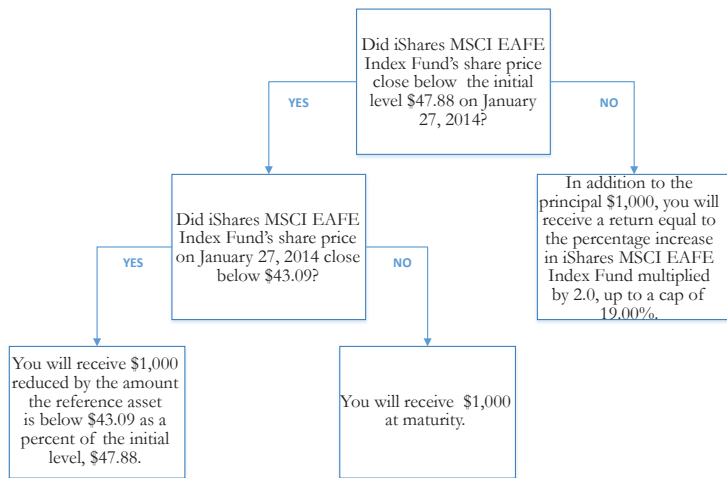 Did iShares MSCI EAFE
Index Fund's share price
close below the initial
level $47.88 on January
27, 2014?
YES
NO
Did iShares MSCI EAFE
Index Fund's share price
on January 27, 2014 close
below $43.09?
In addition to the
principal $1,000, you will
receive a return equal to
the percentage increase
in iShares MSCI EAFE
Index Fund multiplied
by 2.0, up to a cap of
19.00%.
YES
NO
You will receive $1,000
reduced by the amount
the reference asset
is below $43.09 as a
percent of the initial
level, $47.88.
You will receive $1,000
at maturity.